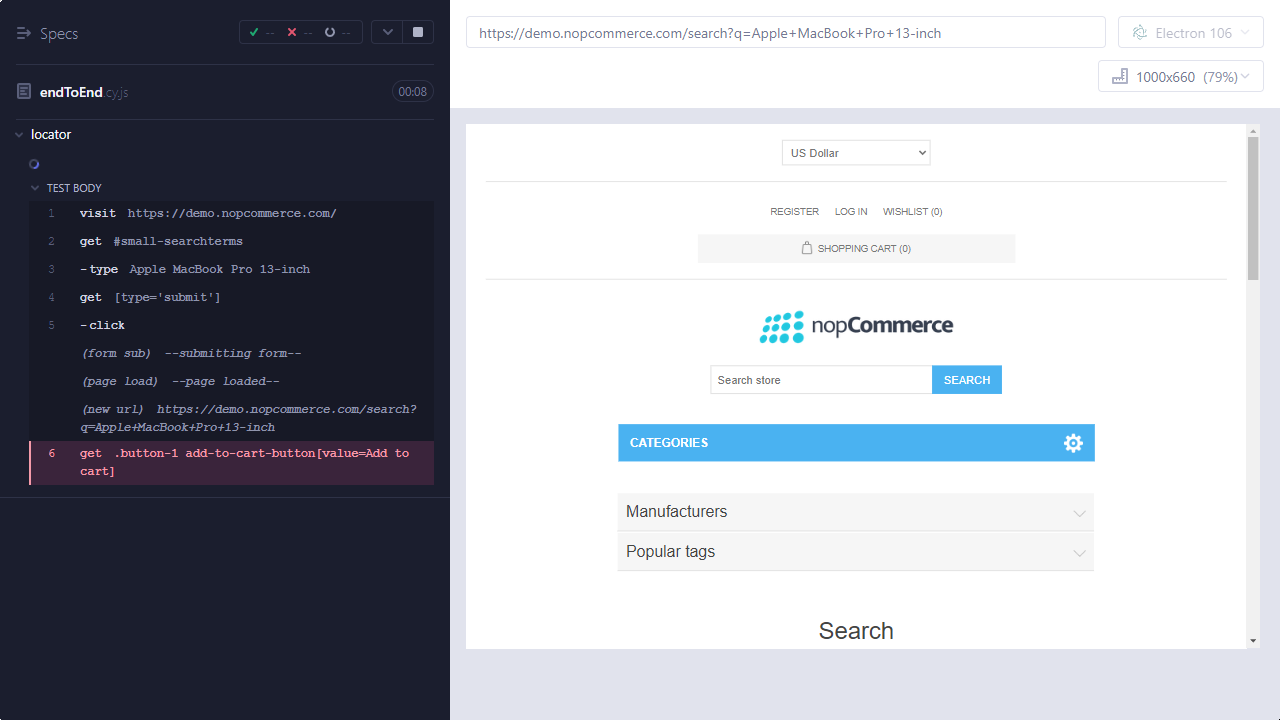 Specs
-- -- --
endToEnd.cy.js 00:08
locator
TEST BODY
1 visit https://demo.nopcommerce.com/
2 get #small-searchterms
3 -type Apple MacBook Pro 13-inch
4 get [type='submit']
5 -click
(form sub) --submitting form--
(page load) --page loaded--
(new url) https://demo.nopcommerce.com/search?
q=Apple+MacBook+Pro+13-inch
6 get .button-1 add-to-cart-button[value=Add to
cart]
https://demo.nopcommerce.com/search?q=Apple+MacBook+Pro+13-inch
Electron 106
1000x660 (79%)
US Dollar
REGISTER LOG IN WISHLIST (0)
SHOPPING CART (0)
nopCommerce
Search store SEARCH
CATEGORIES
Manufacturers
Popular tags
Search